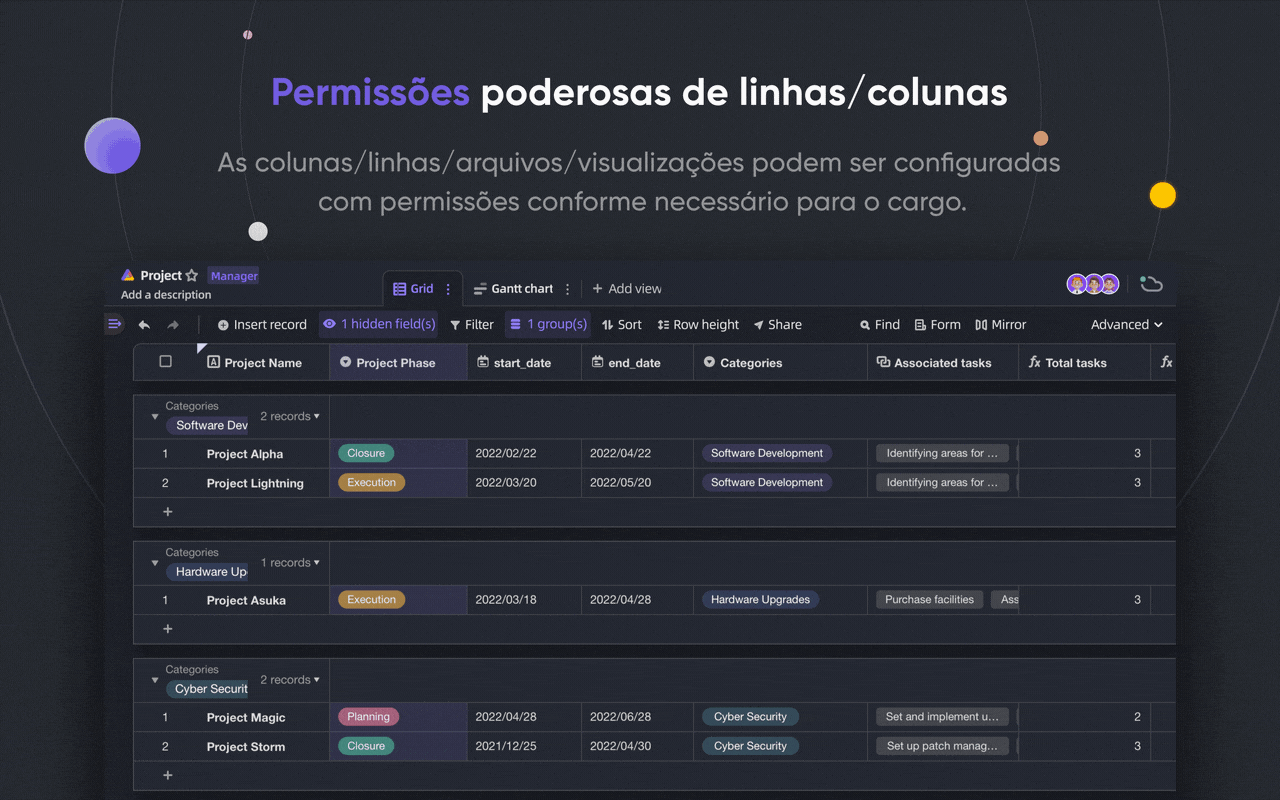 Permissões poderosas de linhas/colunas
As colunas/linhas/arquivos/visualizações podem ser configuradas
com permissões conforme necessário para o cargo.
Project Manager
Add a description
Grid Gantt chart + Add view
Insert record 1 hidden field(s) Filter 1 group(s) Sort Row height Share Find Form Mirror Advanced
Project Name Project Phase start_date end_date Categories Associated tasks fx Total tasks fx
Categories
Software Dev 2 records
1 Project Alpha Closure 2022/02/22 2022/04/22 Software Development Identifying areas for ... 3
2 Project Lightning Execution 2022/03/20 2022/05/20 Software Development Identifying areas for ... 3
+
Categories
Hardware Up 1 records
1 Project Asuka Execution 2022/03/18 2022/04/28 Hardware Upgrades Purchase facilities Ass 3
+
Categories
Cyber Securit 2 records
1 Project Magic Planning 2022/04/28 2022/06/28 Cyber Security Set and implement u... 2
2 Project Storm Closure 2021/12/25 2022/04/30 Cyber Security Set up patch manag... 3
+